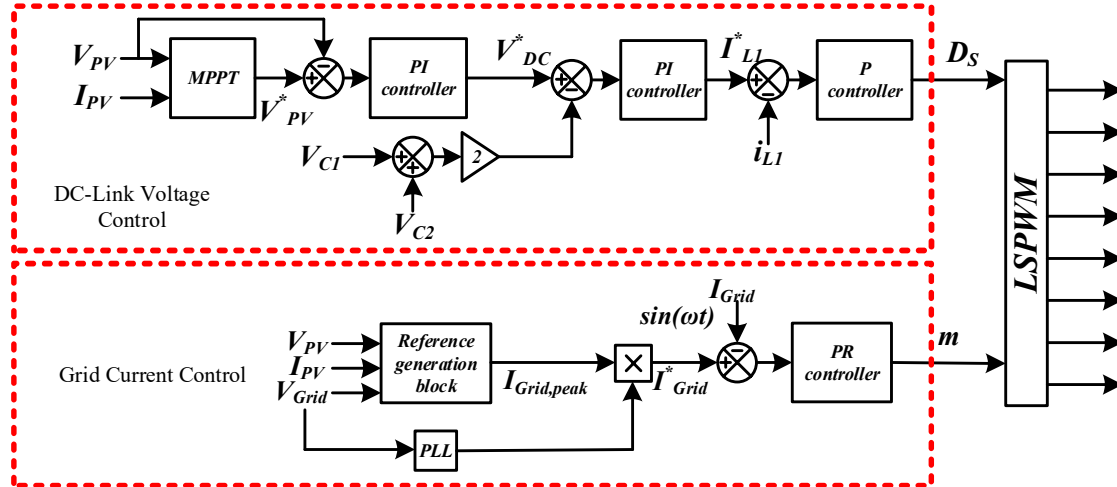 V_PV
I_PV
MPPT
V*_PV
+
−
PI
controller
V*_DC
+
−
PI
controller
I*_L1
+
−
i_L1
P
controller
D_S
V_C1
+
+
V_C2
2
DC-Link Voltage
Control
LSPWM
Grid Current Control
V_PV
I_PV
V_Grid
Reference
generation
block
I_Grid,peak
PLL
×
sin(ωt)
I*_Grid
I_Grid
+
−
PR
controller
m